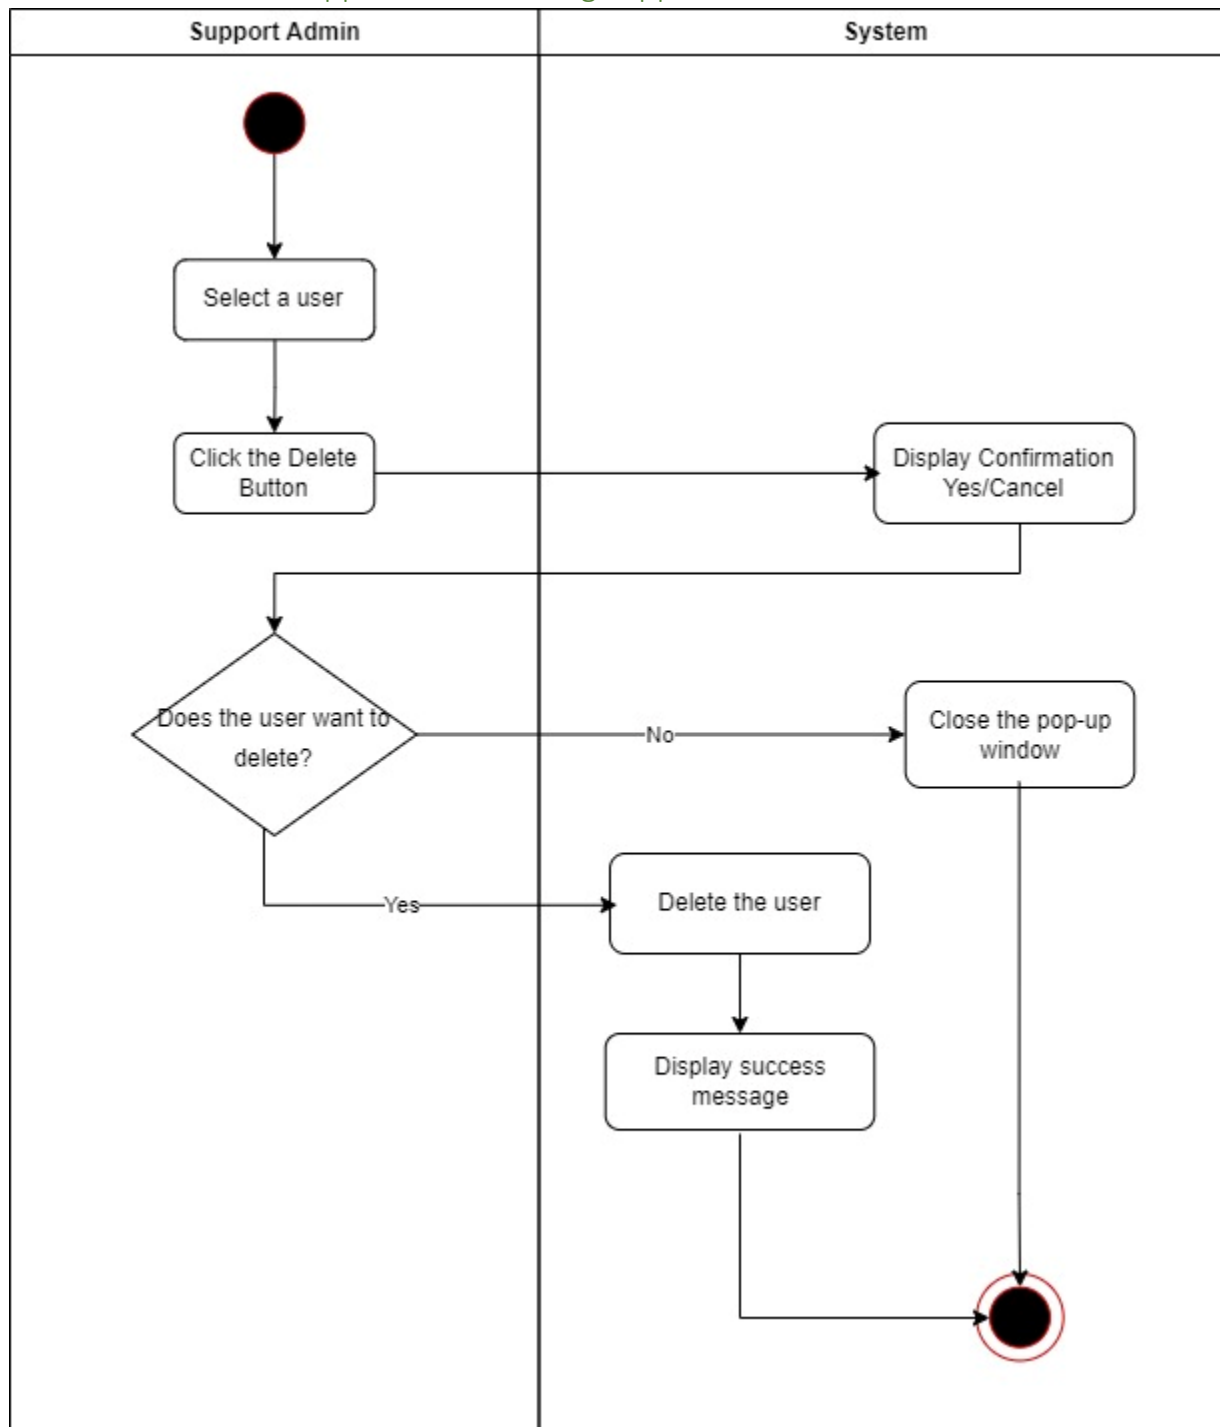 Support Admin
System
Select a user
Click the Delete
Button
Display Confirmation
Yes/Cancel
Does the user want to
delete?
No
Close the pop-up
window
Yes
Delete the user
Display success
message